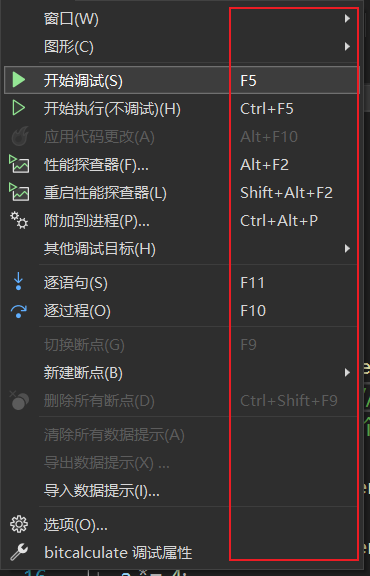 窗口(W)
图形(C)
开始调试(S) F5
开始执行(不调试)(H) Ctrl+F5
应用代码更改(A) Alt+F10
性能探查器(F)... Alt+F2
重启性能探查器(L) Shift+Alt+F2
附加到进程(P)... Ctrl+Alt+P
其他调试目标(H)
逐语句(S) F11
逐过程(O) F10
切换断点(G) F9
新建断点(B)
删除所有断点(D) Ctrl+Shift+F9
清除所有数据提示(A)
导出数据提示(X) ...
导入数据提示(I)...
选项(O)...
bitcalculate 调试属性